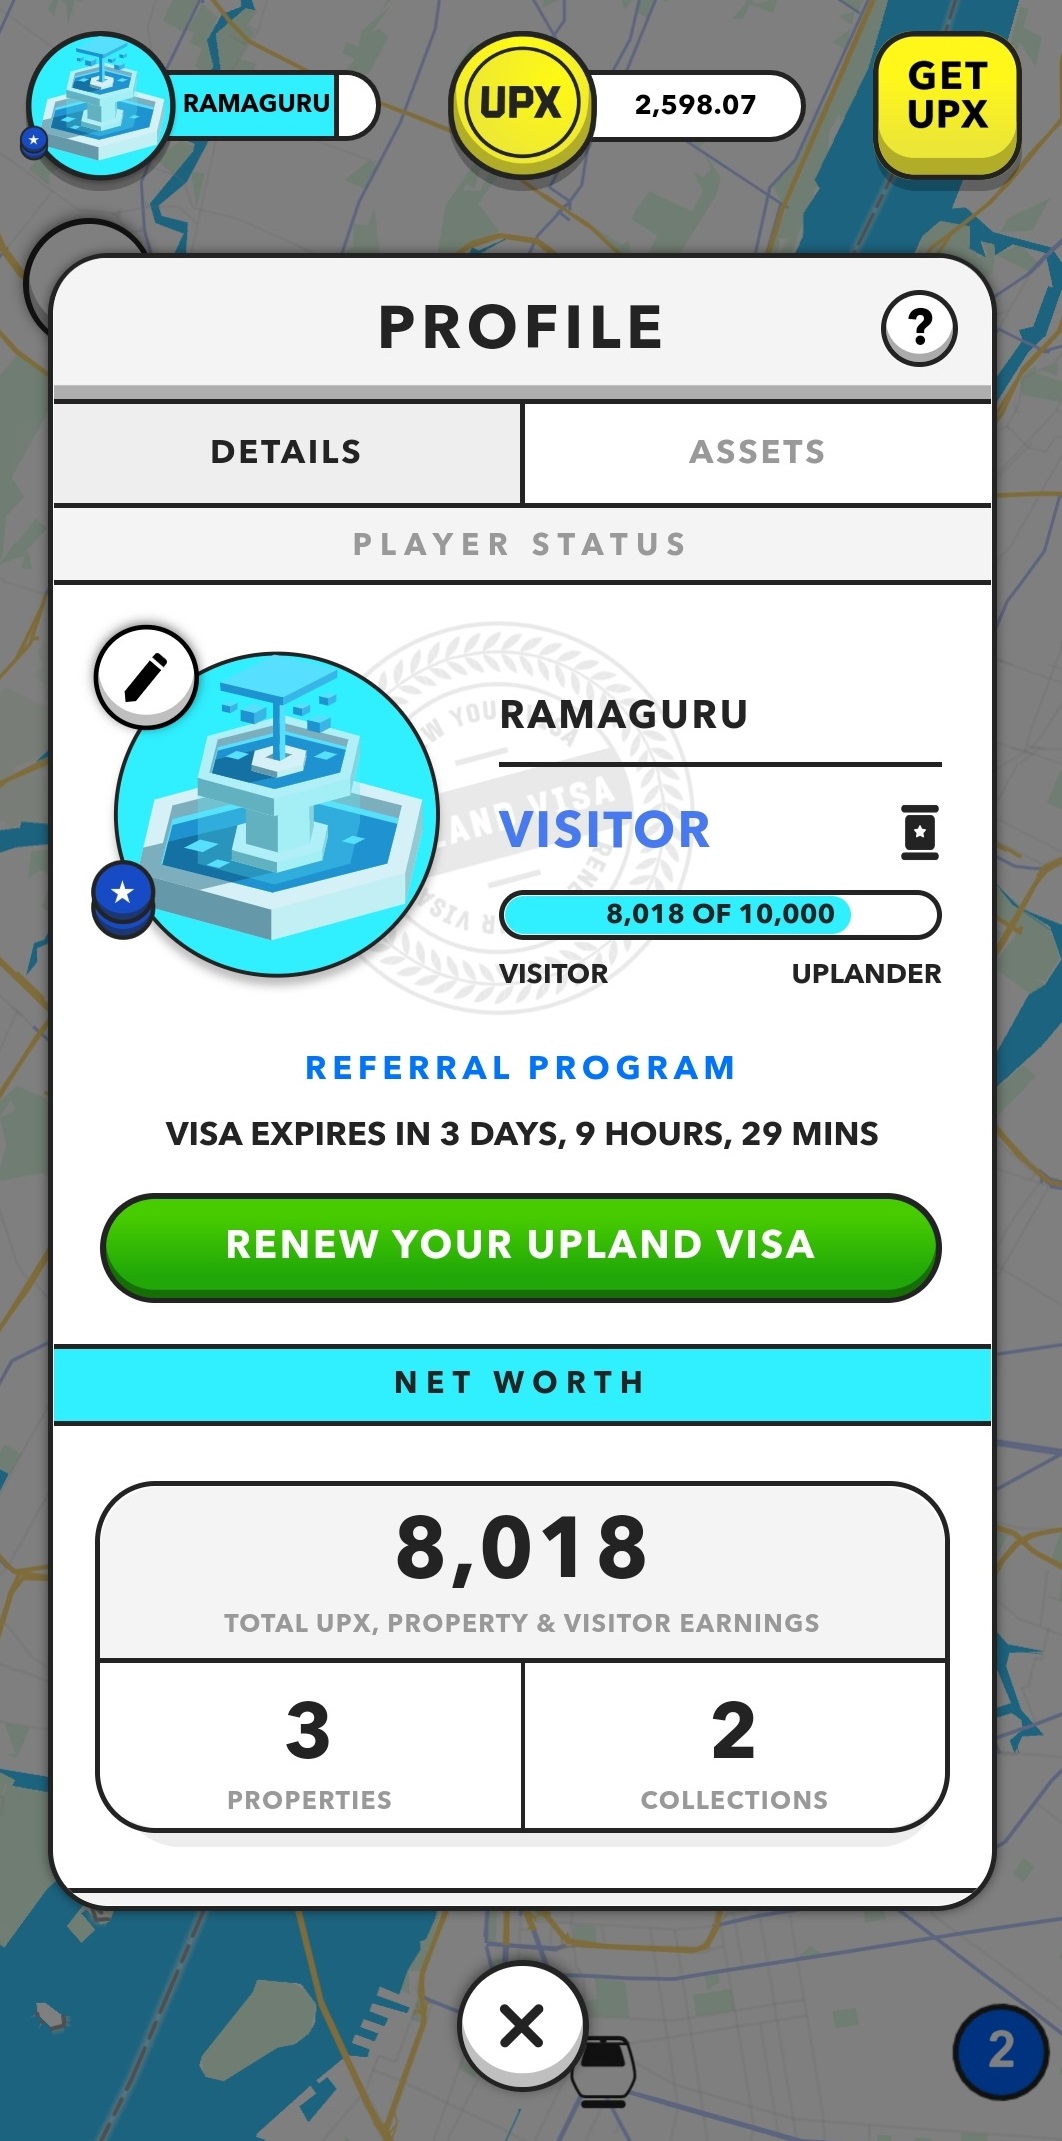 RAMAGURU
UPX
2,598.07
GET
UPX
PROFILE
?
DETAILS
ASSETS
PLAYER STATUS
RAMAGURU
VISITOR
8,018 OF 10,000
VISITOR
UPLANDER
REFERRAL PROGRAM
VISA EXPIRES IN 3 DAYS, 9 HOURS, 29 MINS
RENEW YOUR UPLAND VISA
NET WORTH
8,018
TOTAL UPX, PROPERTY & VISITOR EARNINGS
3
2
PROPERTIES
COLLECTIONS
2